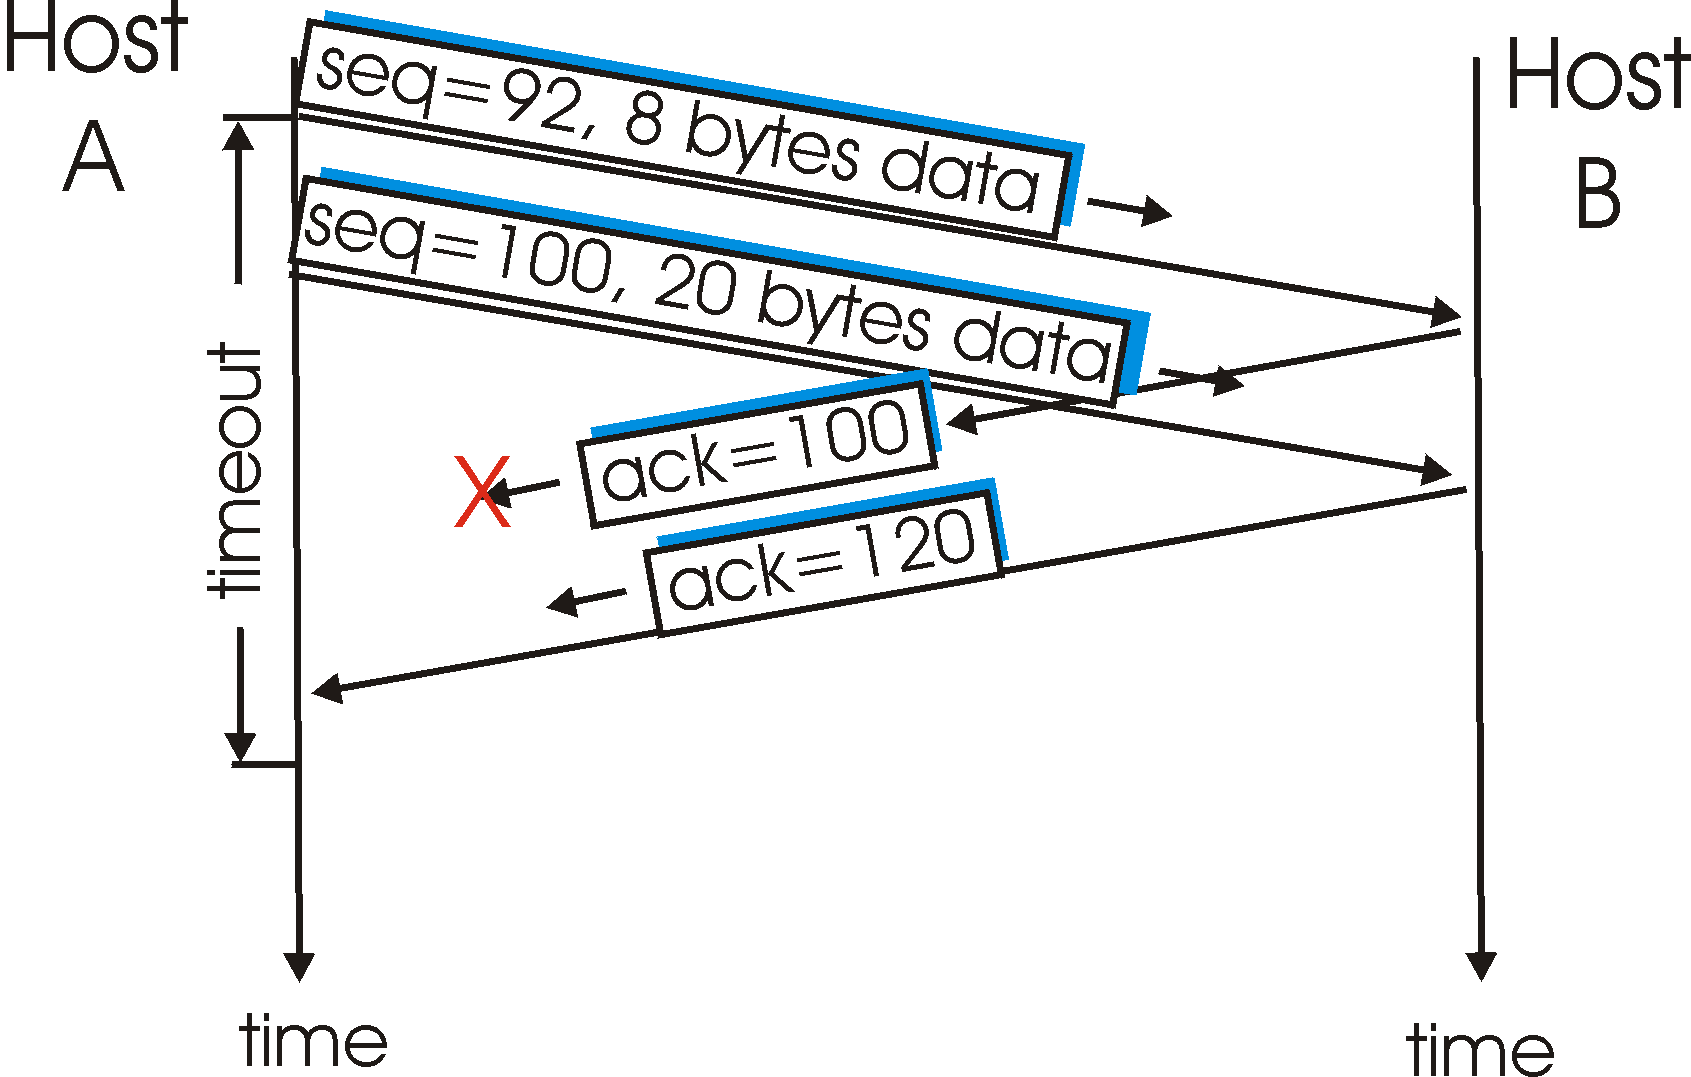 Host
A
Host
B
seq=92, 8 bytes data
seq=100, 20 bytes data
timeout
ack=100
X
ack=120
time
time